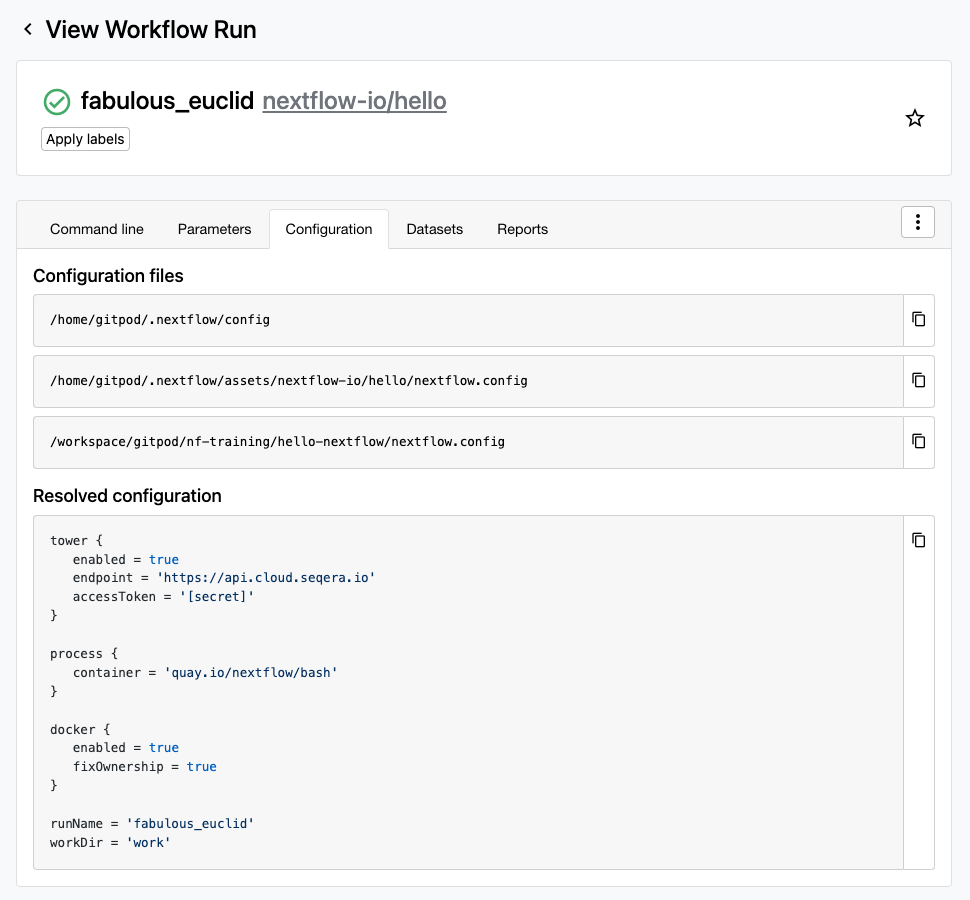 View Workflow Run
fabulous_euclid nextflow-io/hello
Apply labels
Command line Parameters Configuration Datasets Reports
Configuration files
/home/gitpod/.nextflow/config
/home/gitpod/.nextflow/assets/nextflow-io/hello/nextflow.config
/workspace/gitpod/nf-training/hello-nextflow/nextflow.config
Resolved configuration
tower {
   enabled = true
   endpoint = 'https://api.cloud.seqera.io'
   accessToken = '[secret]'
}
process {
   container = 'quay.io/nextflow/bash'
}
docker {
   enabled = true
   fixOwnership = true
}
runName = 'fabulous_euclid'
workDir = 'work'